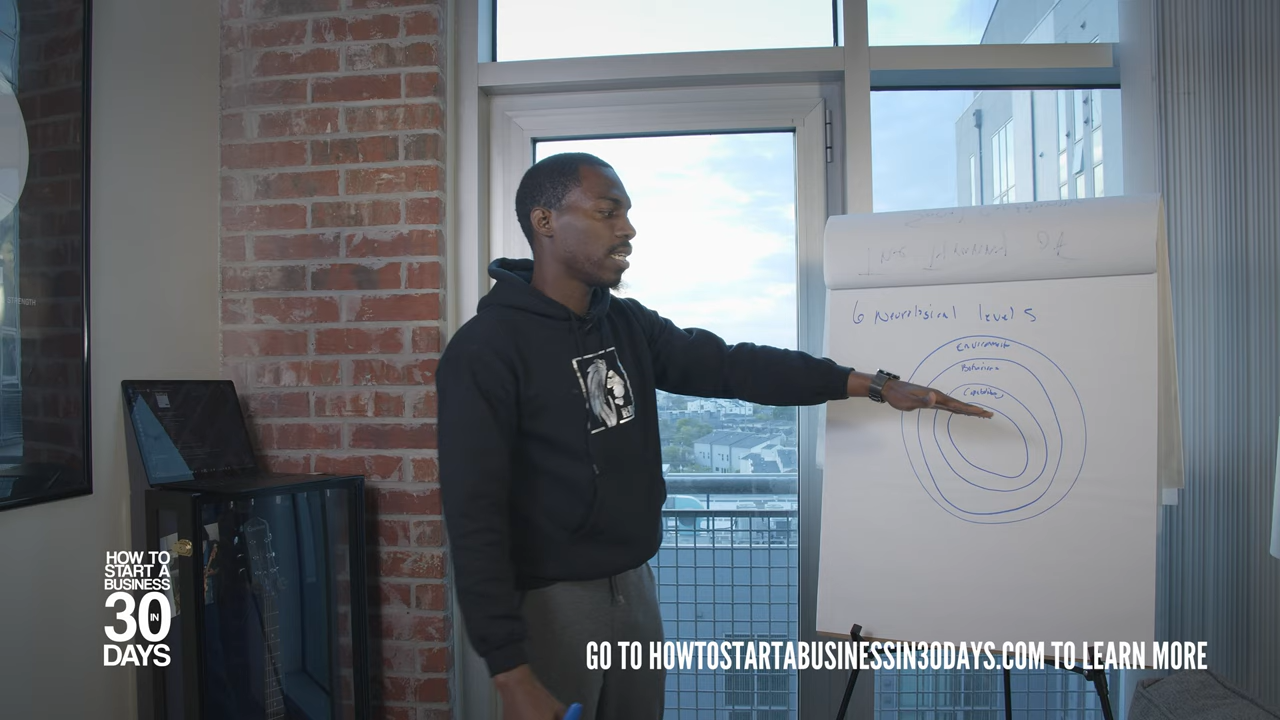 STRENGTH
6 Neurological levels
Environment
Behaviors
Capabilities
HOW TO
START A
BUSINESS
30 IN
DAYS
GO TO HOWTOSTARTABUSINESSIN30DAYS.COM TO LEARN MORE